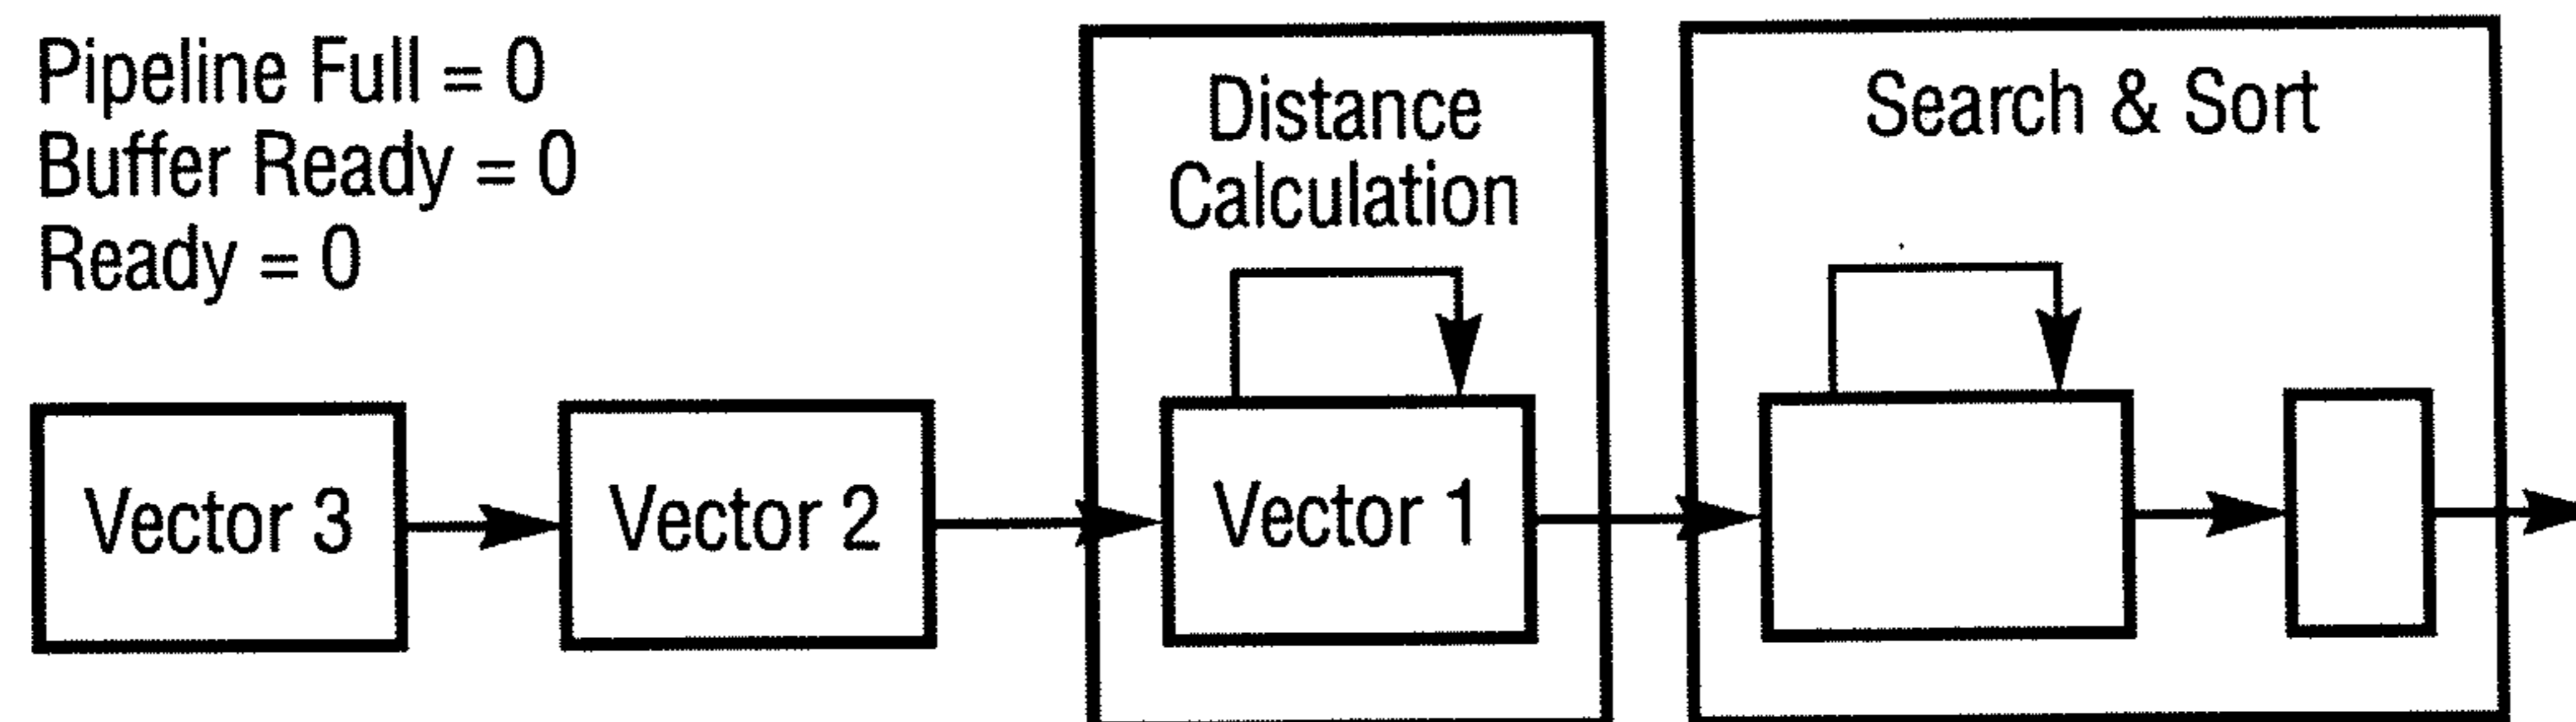 Pipeline Full = 0
Buffer Ready = 0
Ready = 0
Distance
Calculation
Search & Sort
Vector 3
Vector 2
Vector 1